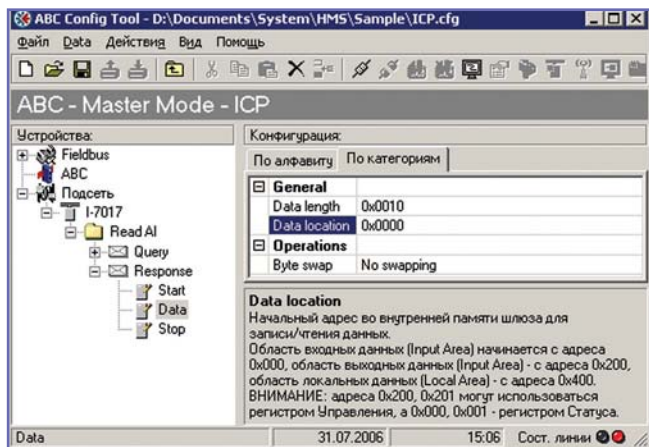 ABC Config Tool - D:\Documents\System\HMS\Sample\ICP.cfg
Файл Data Действия Вид Помощь
ABC - Master Mode - ICP
Устройства:
Fieldbus
ABC
Подсеть
I-7017
Read AI
Query
Response
Start
Data
Stop
Конфигурация:
По алфавиту По категориям
General
Data length 0x0010
Data location 0x0000
Operations
Byte swap No swapping
Data location
Начальный адрес во внутренней памяти шлюза для
записи/чтения данных.
Область входных данных (Input Area) начинается с адреса
0x000, область выходных данных (Input Area) - с адреса 0x200,
область локальных данных (Local Area) - с адреса 0x400.
ВНИМАНИЕ: адреса 0x200, 0x201 могут использоваться
регистром Управления, а 0x000, 0x001 - регистром Статуса.
Data 31.07.2006 15:06 Сост. линии